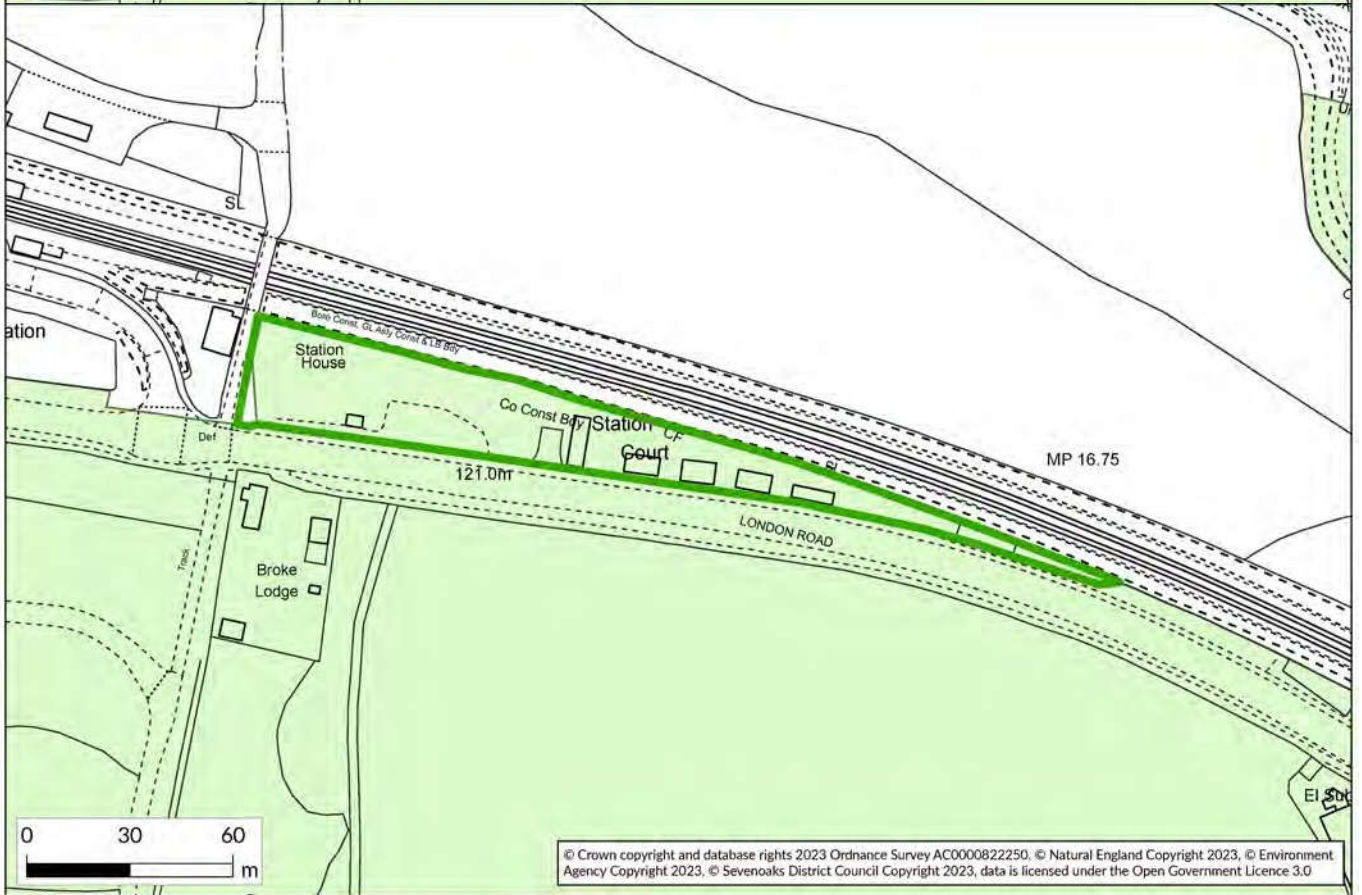 SL
Boro Const, GL Asly Const & LB Bdy
ation
Station
House
Co Const Bdy
Station
Court
CF
SL
MP 16.75
Def
121.0m
LONDON ROAD
Track
Broke
Lodge
El Sub
0 30 60
m
© Crown copyright and database rights 2023 Ordnance Survey AC0000822250, © Natural England Copyright 2023, © Environment
Agency Copyright 2023, © Sevenoaks District Council Copyright 2023, data is licensed under the Open Government Licence 3.0